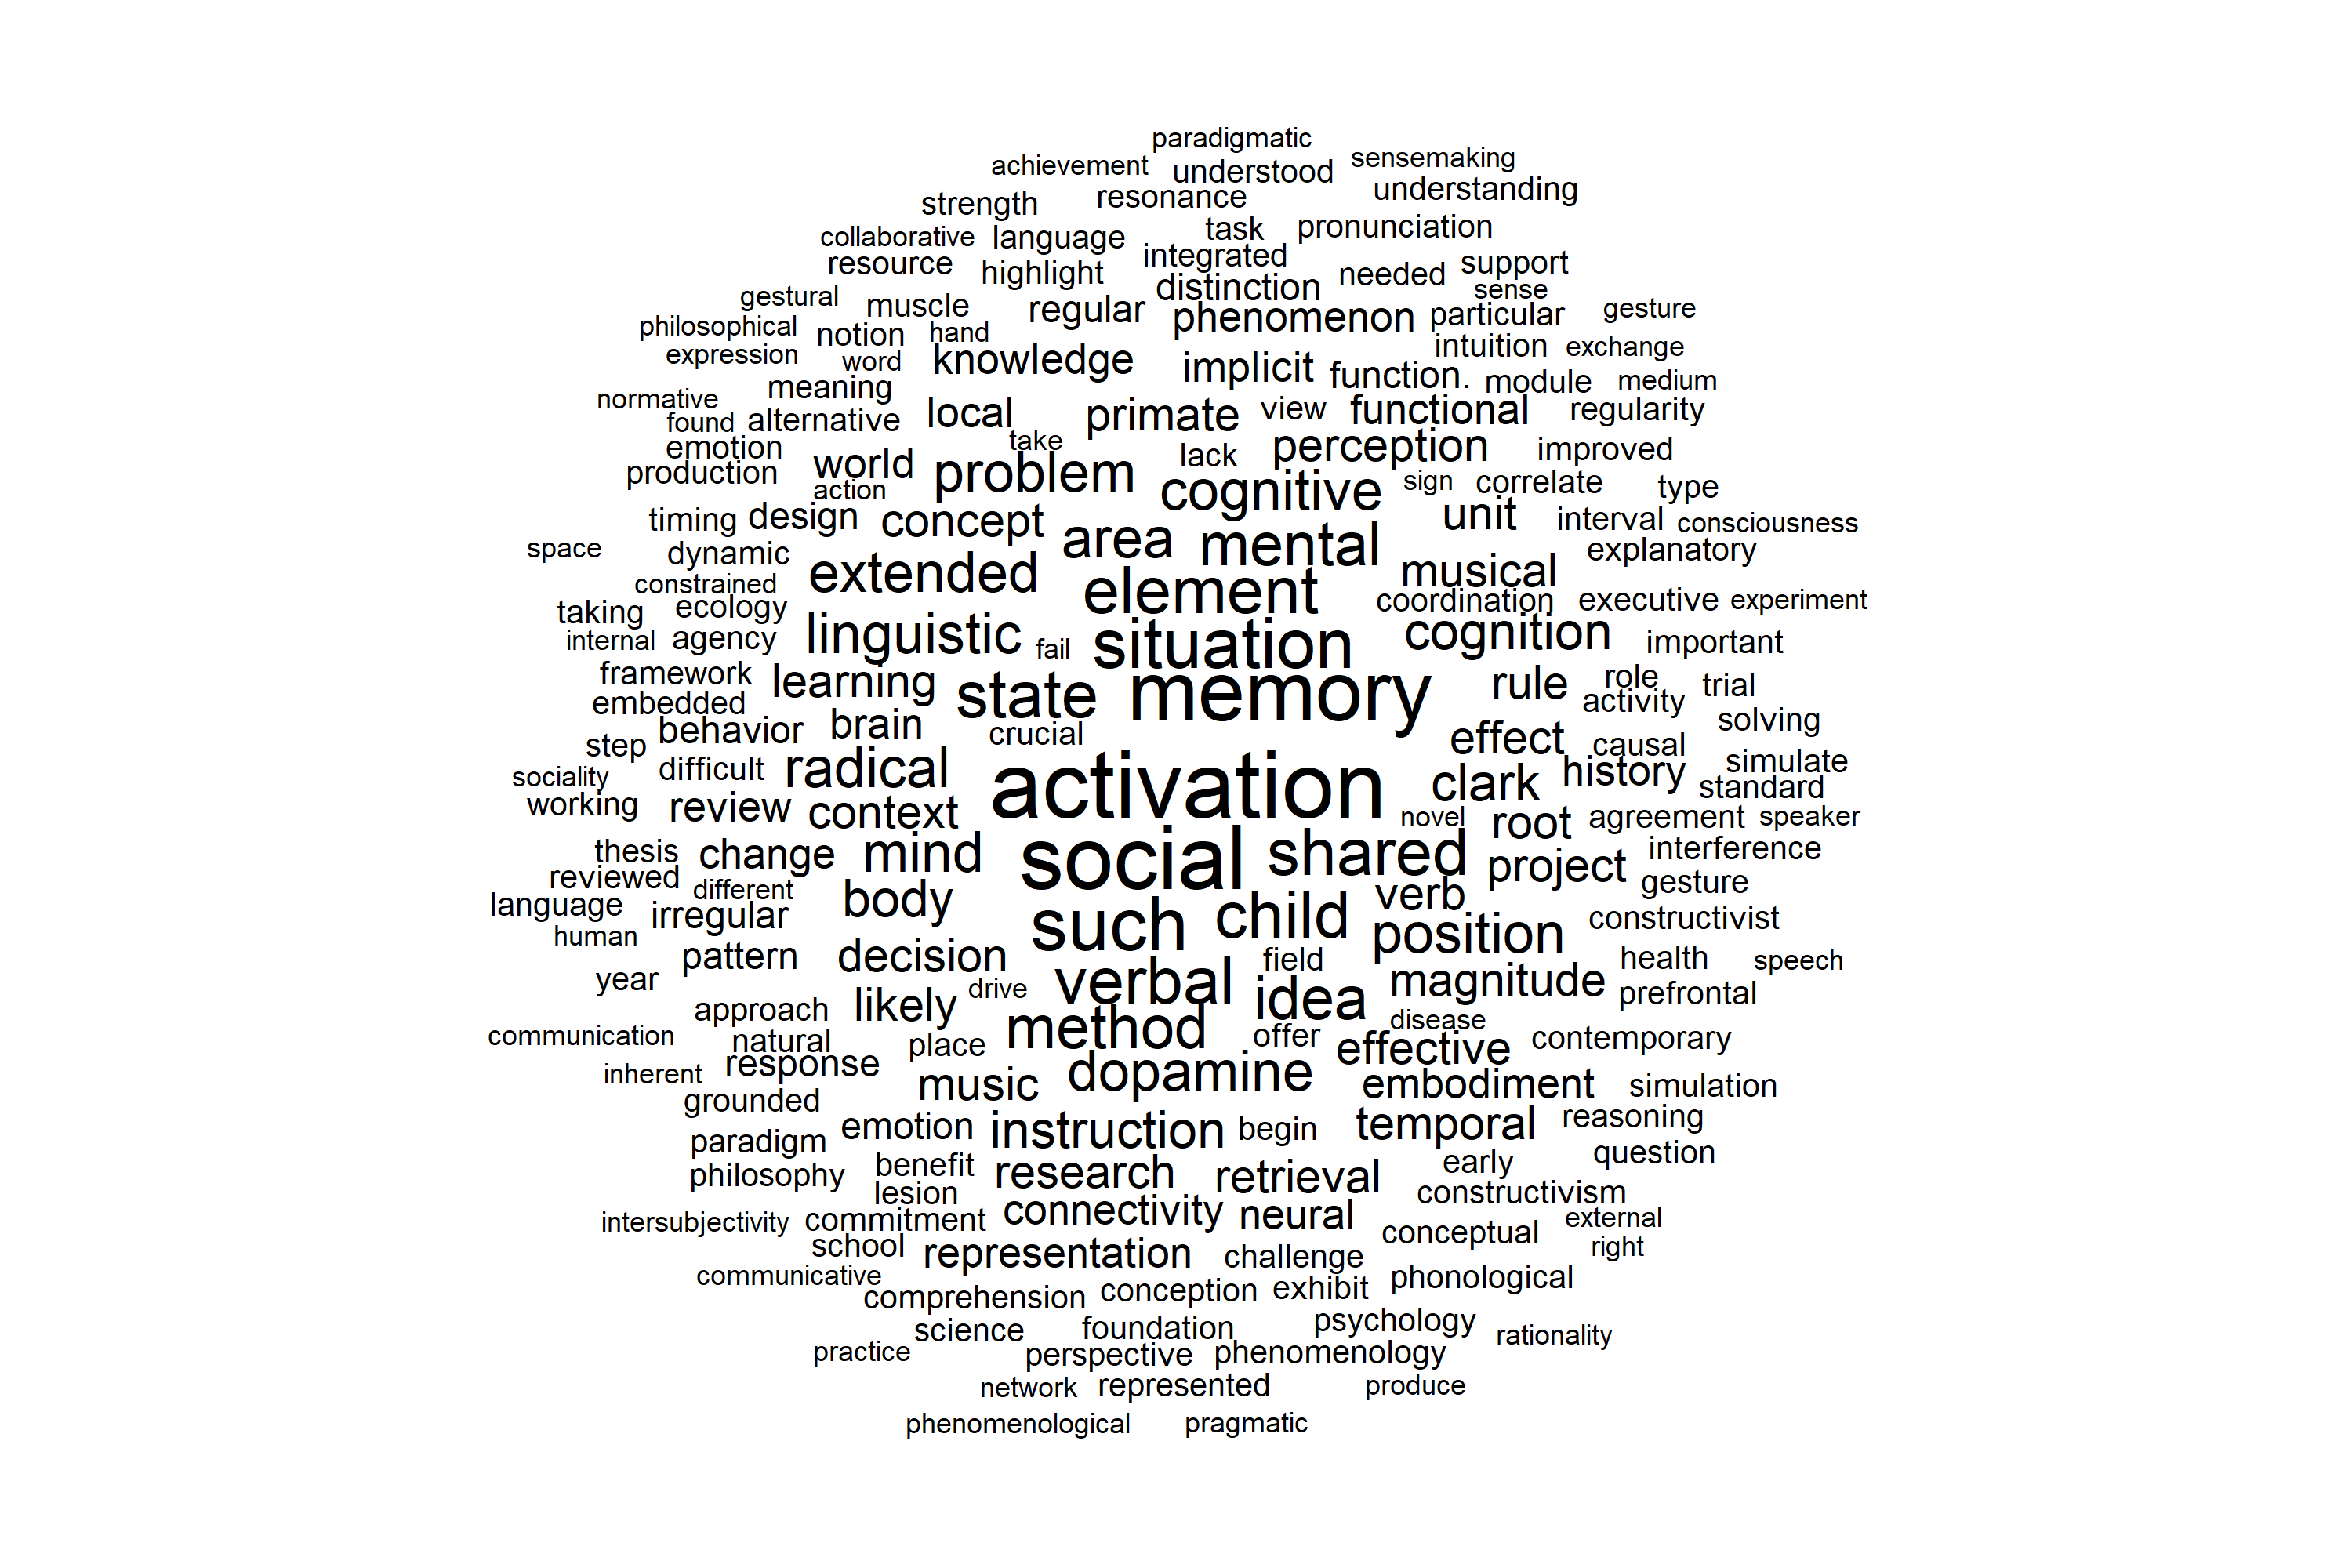 paradigmatic
achievement
understood
sensemaking
understanding
strength
resonance
collaborative
language
task
pronunciation
resource
highlight
integrated
needed
support
gestural
muscle
regular
distinction
sense
philosophical
notion
hand
phenomenon
particular
gesture
expression
word
knowledge
implicit
intuition
exchange
function.
module
medium
normative
meaning
found
alternative
local
primate
view
functional
regularity
emotion
take
production
world
problem
lack
perception
improved
action
cognitive
sign
correlate
type
timing
design
concept
area
mental
unit
interval
consciousness
space
dynamic
extended
element
musical
explanatory
constrained
taking
ecology
coordination
executive
experiment
internal
agency
linguistic
fail
situation
cognition
important
framework
learning
state
memory
rule
role
trial
embedded
activity
behavior
brain
crucial
solving
step
effect
causal
sociality
difficult
radical
activation
clark
history
simulate
standard
working
review
context
novel
root
agreement
speaker
thesis
change
mind
social
shared
project
interference
reviewed
different
body
verb
gesture
language
irregular
such
child
position
constructivist
human
pattern
decision
field
health
speech
year
verbal
magnitude
prefrontal
approach
likely
drive
idea
communication
natural
place
method
offer
disease
contemporary
response
effective
inherent
music
dopamine
embodiment
simulation
grounded
paradigm
emotion
instruction
begin
temporal
reasoning
philosophy
benefit
research
retrieval
early
question
lesion
constructivism
intersubjectivity
commitment
connectivity
neural
conceptual
external
school
representation
challenge
right
communicative
comprehension
conception
exhibit
phonological
science
foundation
psychology
rationality
practice
perspective
phenomenology
network
represented
produce
phenomenological
pragmatic